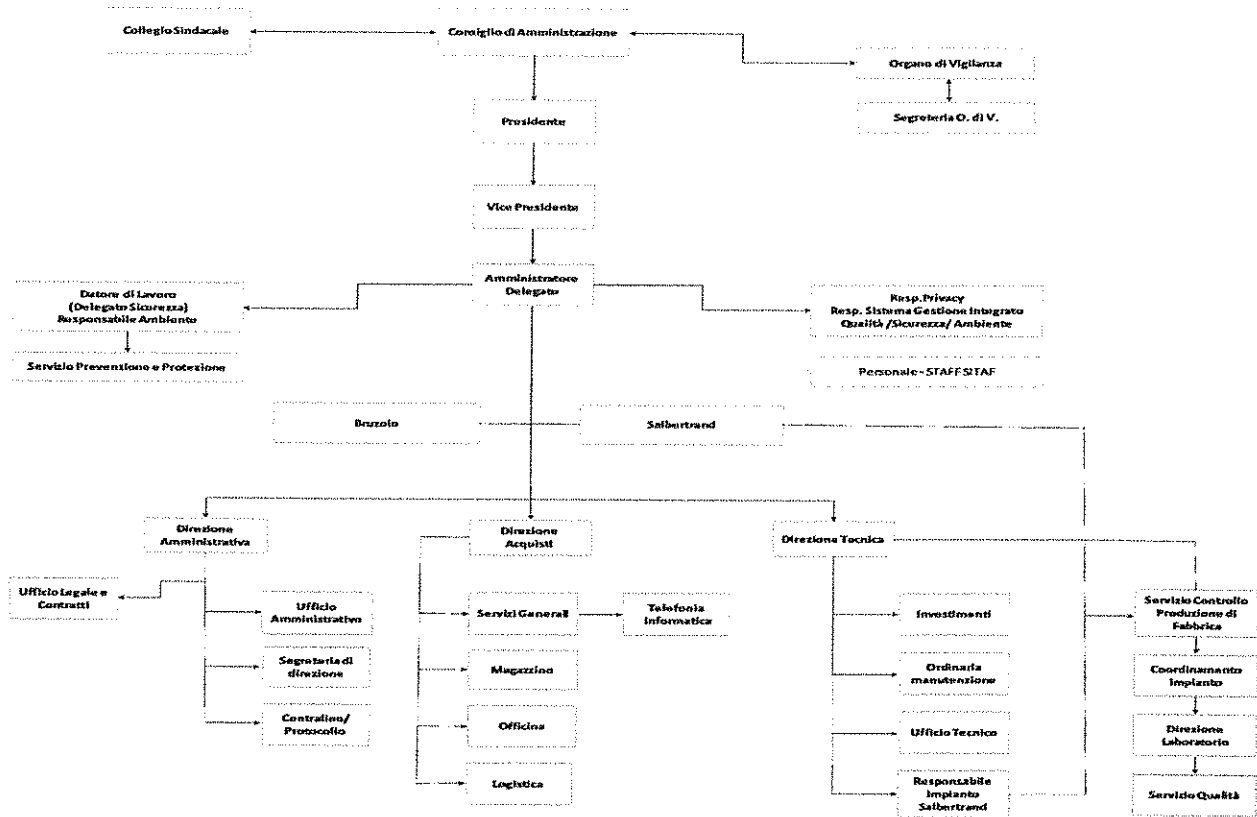 Collegio Sindacale
Consiglio di Amministrazione
Organo di Vigilanza
Segreteria O. di V.
Presidente
Vice Presidente
Amministratore
Delegato
Datore di Lavoro
(Delegato Sicurezza)
Responsabile Ambiente
Servizio Prevenzione e Protezione
Resp. Privacy
Resp. Sistema Gestione Integrato
Qualità /Sicurezza/ Ambiente
Personale - STAFF SITAF
Bruzolo
Salbertrand
Direzione
Amministrativa
Direzione
Acquisti
Direzione Tecnica
Ufficio Legale e
Contratti
Ufficio
Amministrativo
Segreteria di
direzione
Centralino/
Protocollo
Servizi Generali
Telefonia
Informatica
Magazzino
Officina
Logistica
Investimenti
Ordinaria
manutenzione
Ufficio Tecnico
Responsabile
Impianto
Salbertrand
Servizio Controllo
Produzione di
Fabbrica
Coordinamento
Impianto
Direzione
Laboratorio
Servizio Qualità